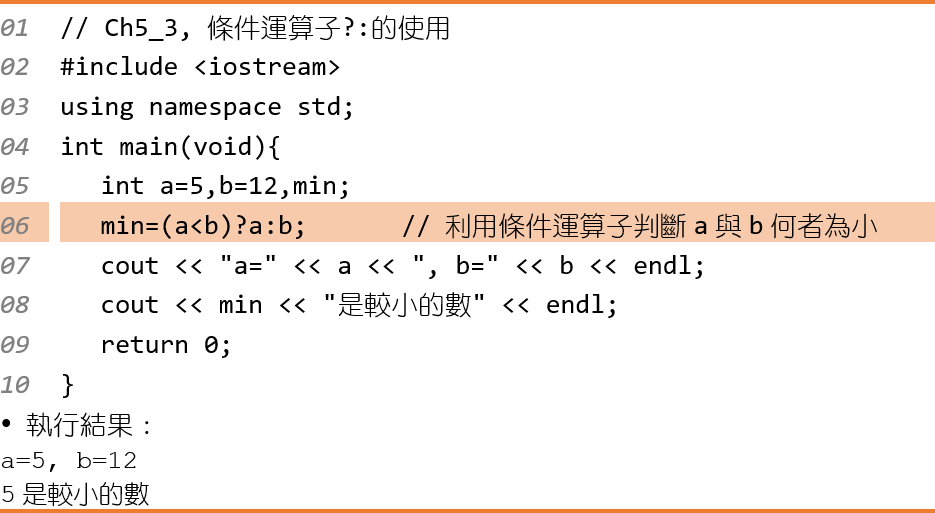 01 // Ch5_3, 條件運算子?:的使用
02 #include <iostream>
03 using namespace std;
04 int main(void){
05 int a=5,b=12,min;
06 min=(a<b)?a:b; // 利用條件運算子判斷 a 與 b 何者為小
07 cout << "a=" << a << ", b=" << b << endl;
08 cout << min << "是較小的數" << endl;
09 return 0;
10 }
• 執行結果：
a=5, b=12
5 是較小的數